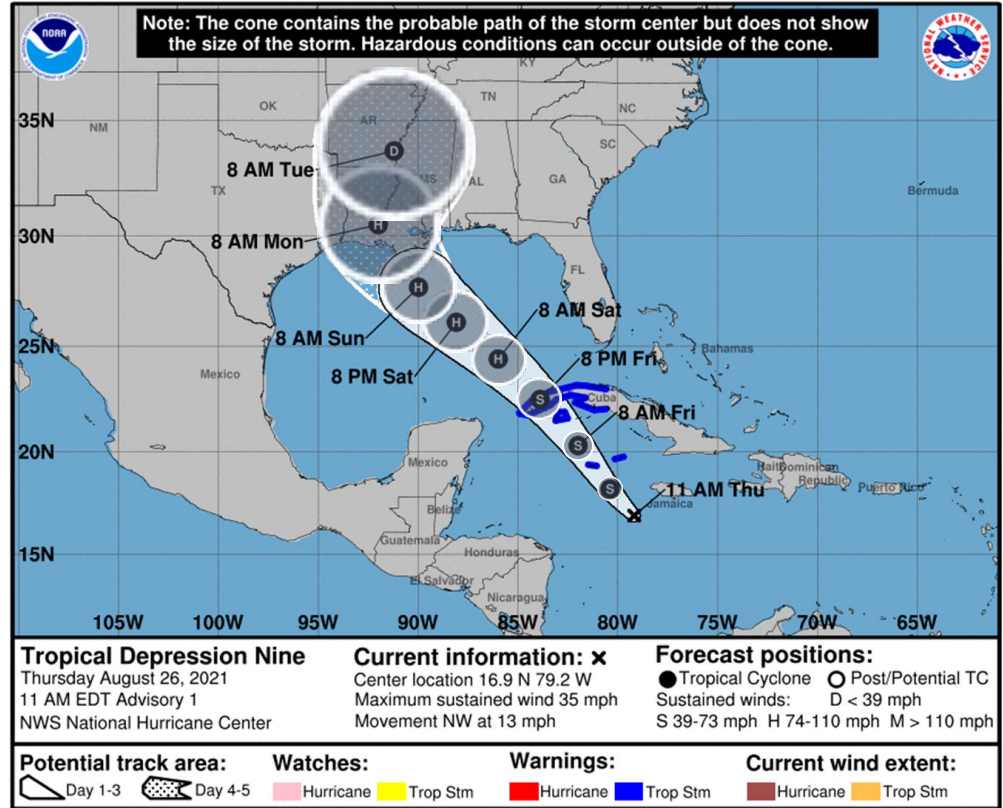 Note: The cone contains the probable path of the storm center but does not show
the size of the storm. Hazardous conditions can occur outside of the cone.
NOAA
NATIONAL WEATHER SERVICE
KY
VA
35N
NM
OK
AR
TN
NC
SC
8 AM Tue
D
MS
AL
GA
TX
Bermuda
30N
8 AM Mon
H
FL
H
8 AM Sun
H
8 AM Sat
25N
8 PM Sat
H
8 PM Fri
Bahamas
Mexico
S
Cuba
8 AM Fri
20N
S
Mexico
Haiti
Dominican
Republic
Puerto Rico
S
11 AM Thu
Jamaica
Belize
Guatemala
Honduras
15N
El Salvador
Nicaragua
105W 100W 95W 90W 85W 80W 75W 70W 65W
Tropical Depression Nine
Thursday August 26, 2021
11 AM EDT Advisory 1
NWS National Hurricane Center
Current information: x
Center location 16.9 N 79.2 W
Maximum sustained wind 35 mph
Movement NW at 13 mph
Forecast positions:
Tropical Cyclone Post/Potential TC
Sustained winds: D < 39 mph
S 39-73 mph H 74-110 mph M > 110 mph
Potential track area:
Day 1-3 Day 4-5
Watches:
Hurricane Trop Stm
Warnings:
Hurricane Trop Stm
Current wind extent:
Hurricane Trop Stm